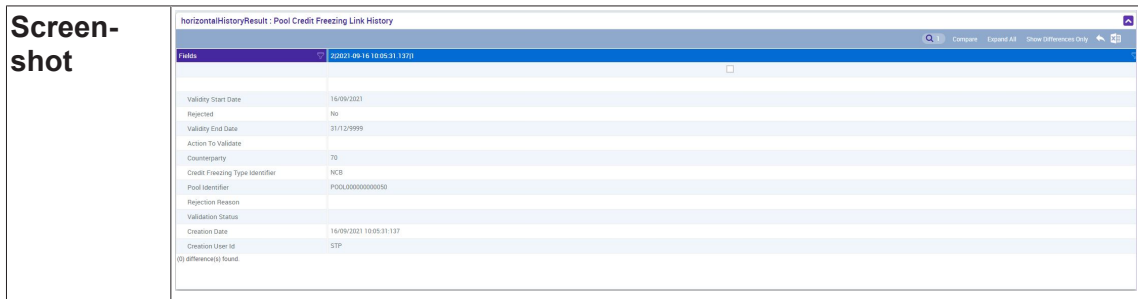 Screen-
shot
horizontalHistoryResult : Pool Credit Freezing Link History
Compare Expand All Show Differences Only
Fields 2|2021-09-16 10:05:31.137|1
Validity Start Date 16/09/2021
Rejected No
Validity End Date 31/12/9999
Action To Validate
Counterparty 70
Credit Freezing Type Identifier NCB
Pool Identifier POOL000000000050
Rejection Reason
Validation Status
Creation Date 16/09/2021 10:05:31:137
Creation User Id STP
(0) difference(s) found.